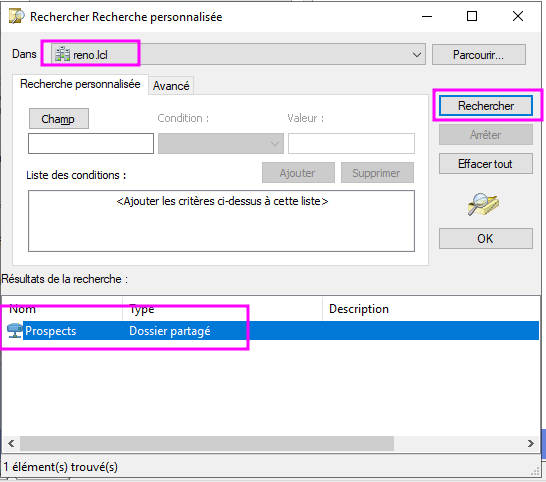 Rechercher Recherche personnalisée
Dans reno.lcl Parcourir...
Recherche personnalisée Avancé
Rechercher
Champ Condition : Valeur :
Arrêter
Effacer tout
Liste des conditions : Ajouter Supprimer
<Ajouter les critères ci-dessus à cette liste>
OK
Résultats de la recherche :
Nom Type Description
Prospects Dossier partagé
1 élément(s) trouvé(s)